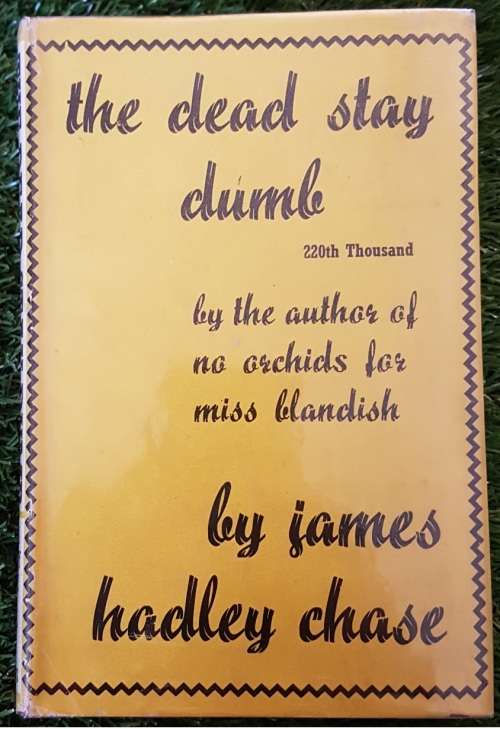 the dead stay
dumb
220th Thousand
by the author of
no orchids for
miss blandish
by james
hadley chase